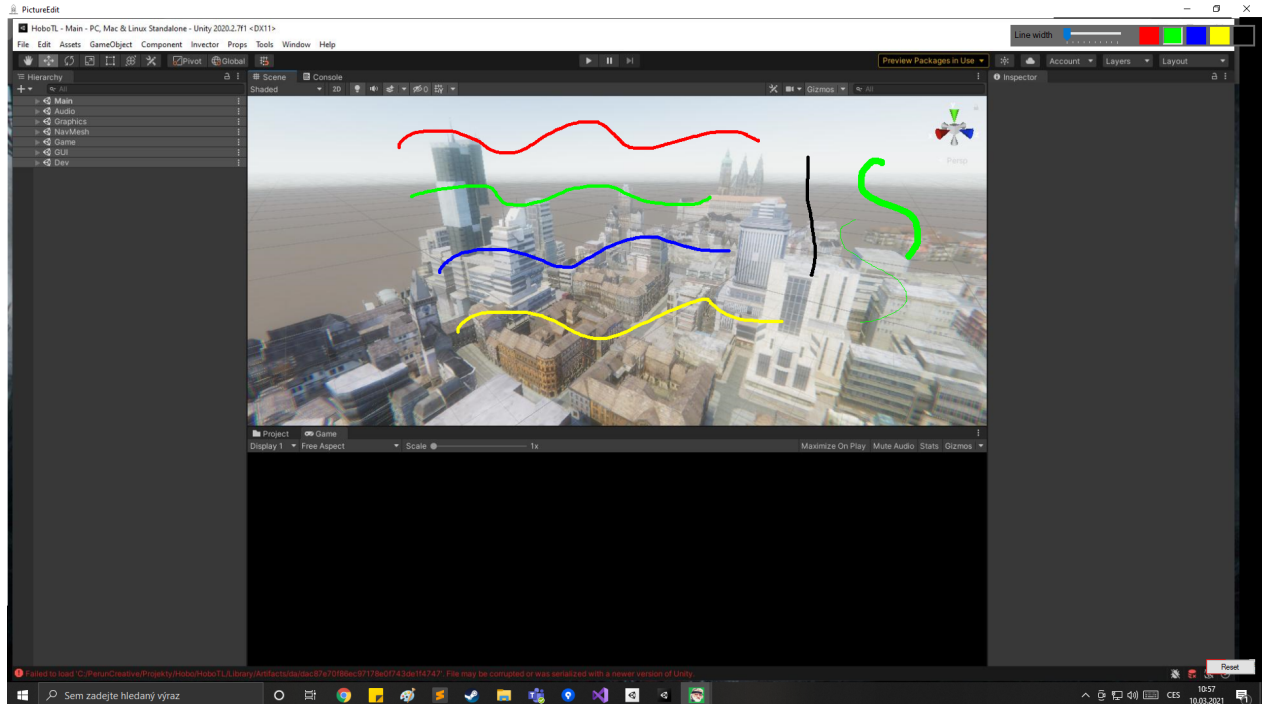 PictureEdit
HoboTL - Main - PC, Mac & Linux Standalone - Unity 2020.2.7f1 <DX11>
Line width
File Edit Assets GameObject Component Invector Props Tools Window Help
Pivot Global Preview Packages in Use Account Layers Layout
Hierarchy Scene Console Inspector
All Shaded 2D 0 Gizmos All
Main
Audio
Graphics
NavMesh
Game
GUI
Dev
Persp
Project Game
Display 1 Free Aspect Scale 1x Maximize On Play Mute Audio Stats Gizmos
Reset
Failed to load 'C:/PerunCreative/Projekty/Hobo/HoboTL/Library/Artifacts/da/dac87e70f86ec97178e0f743de1f4747'. File may be corrupted or was serialized with a newer version of Unity.
Sem zadejte hledaný výraz CES 10:57
10.03.2021